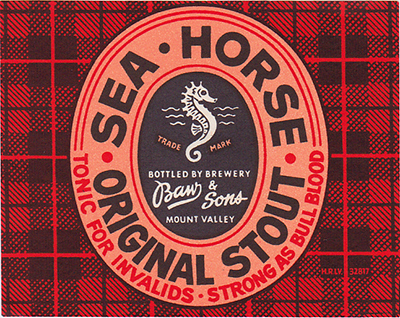 SEA · HORSE
TRADE MARK
BOTTLED BY BREWERY
Baw & Sons
MOUNT VALLEY
· ORIGINAL STOUT ·
TONIC FOR INVALIDS · STRONG AS BULL BLOOD
H.R.I.V. 32817